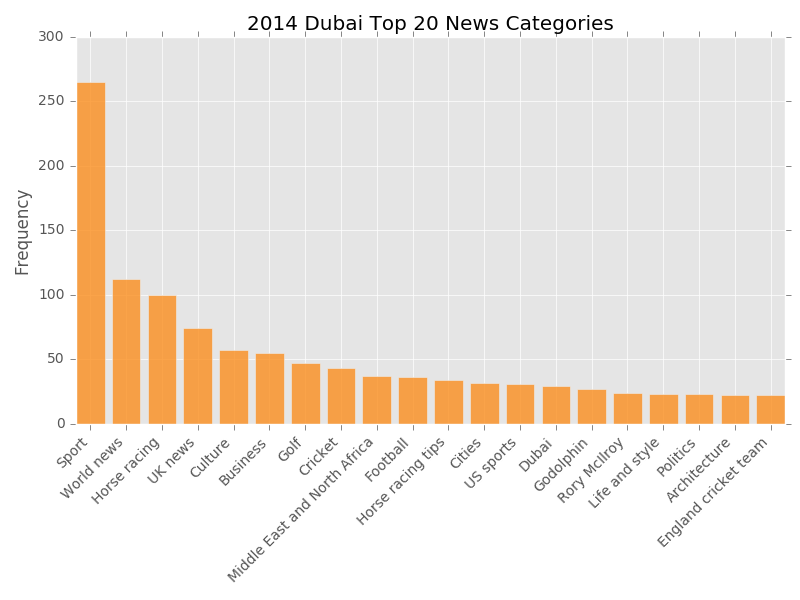 2014 Dubai Top 20 News Categories
300
250
200
150
100
50
0
Frequency
Sport
World news
Horse racing
UK news
Culture
Business
Golf
Cricket
Middle East and North Africa
Football
Horse racing tips
Cities
US sports
Dubai
Godolphin
Rory McIlroy
Life and style
Politics
Architecture
England cricket team